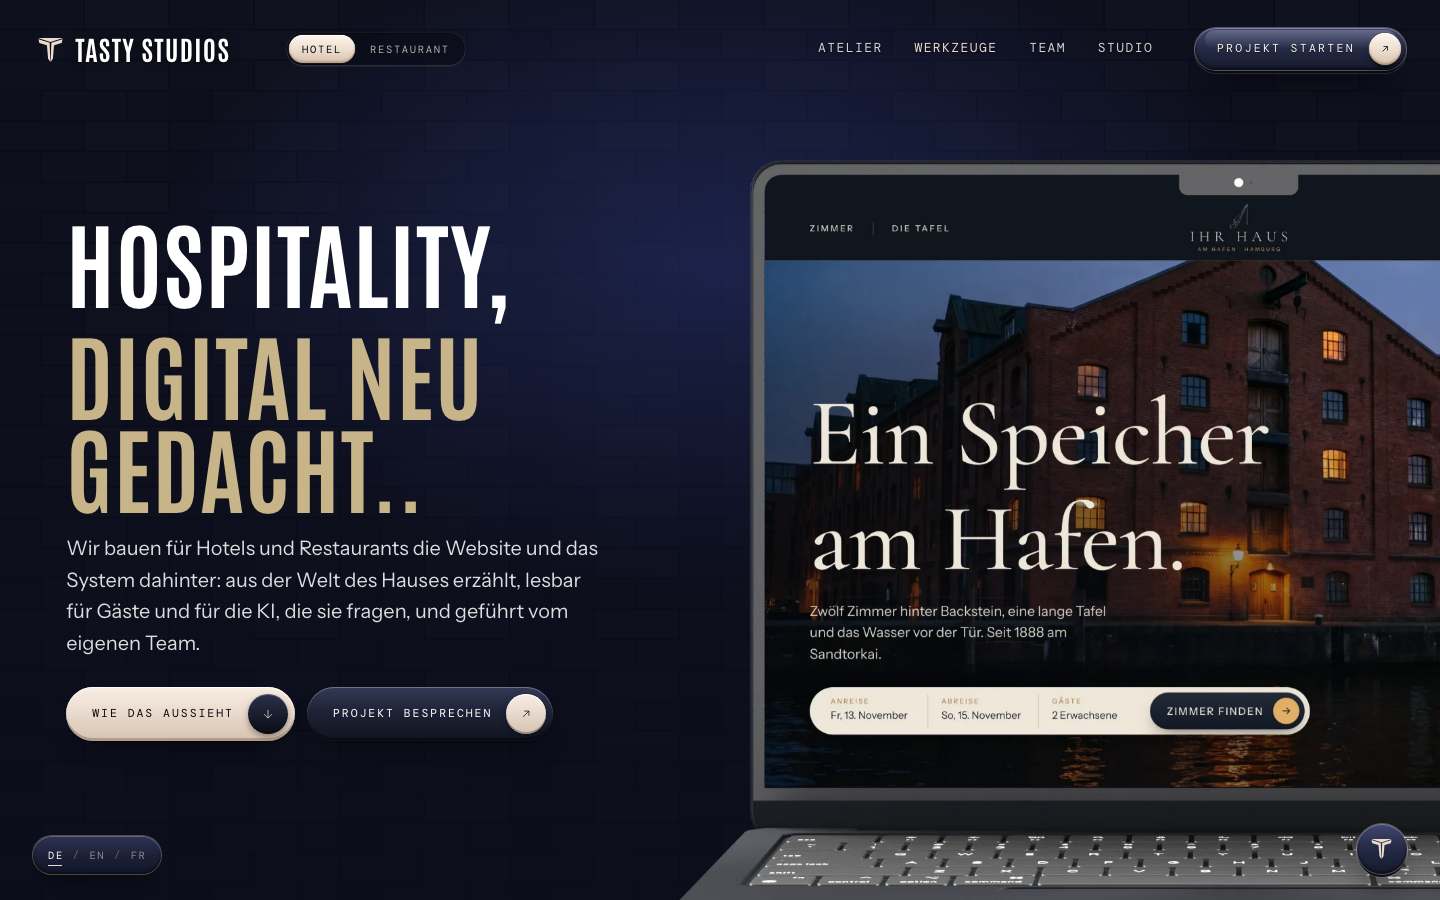 TASTY STUDIOS
HOTEL RESTAURANT
ATELIER WERKZEUGE TEAM STUDIO
PROJEKT STARTEN
HOSPITALITY,
DIGITAL NEU
GEDACHT..
Wir bauen für Hotels und Restaurants die Website und das
System dahinter: aus der Welt des Hauses erzählt, lesbar
für Gäste und für die KI, die sie fragen, und geführt vom
eigenen Team.
WIE DAS AUSSIEHT
PROJEKT BESPRECHEN
DE / EN / FR
ZIMMER DIE TAFEL
IHR HAUS
AM HAFEN · HAMBURG
Ein Speicher
am Hafen.
Zwölf Zimmer hinter Backstein, eine lange Tafel
und das Wasser vor der Tür. Seit 1888 am
Sandtorkai.
ANREISE ABREISE GÄSTE
Fr, 13. November So, 15. November 2 Erwachsene
ZIMMER FINDEN